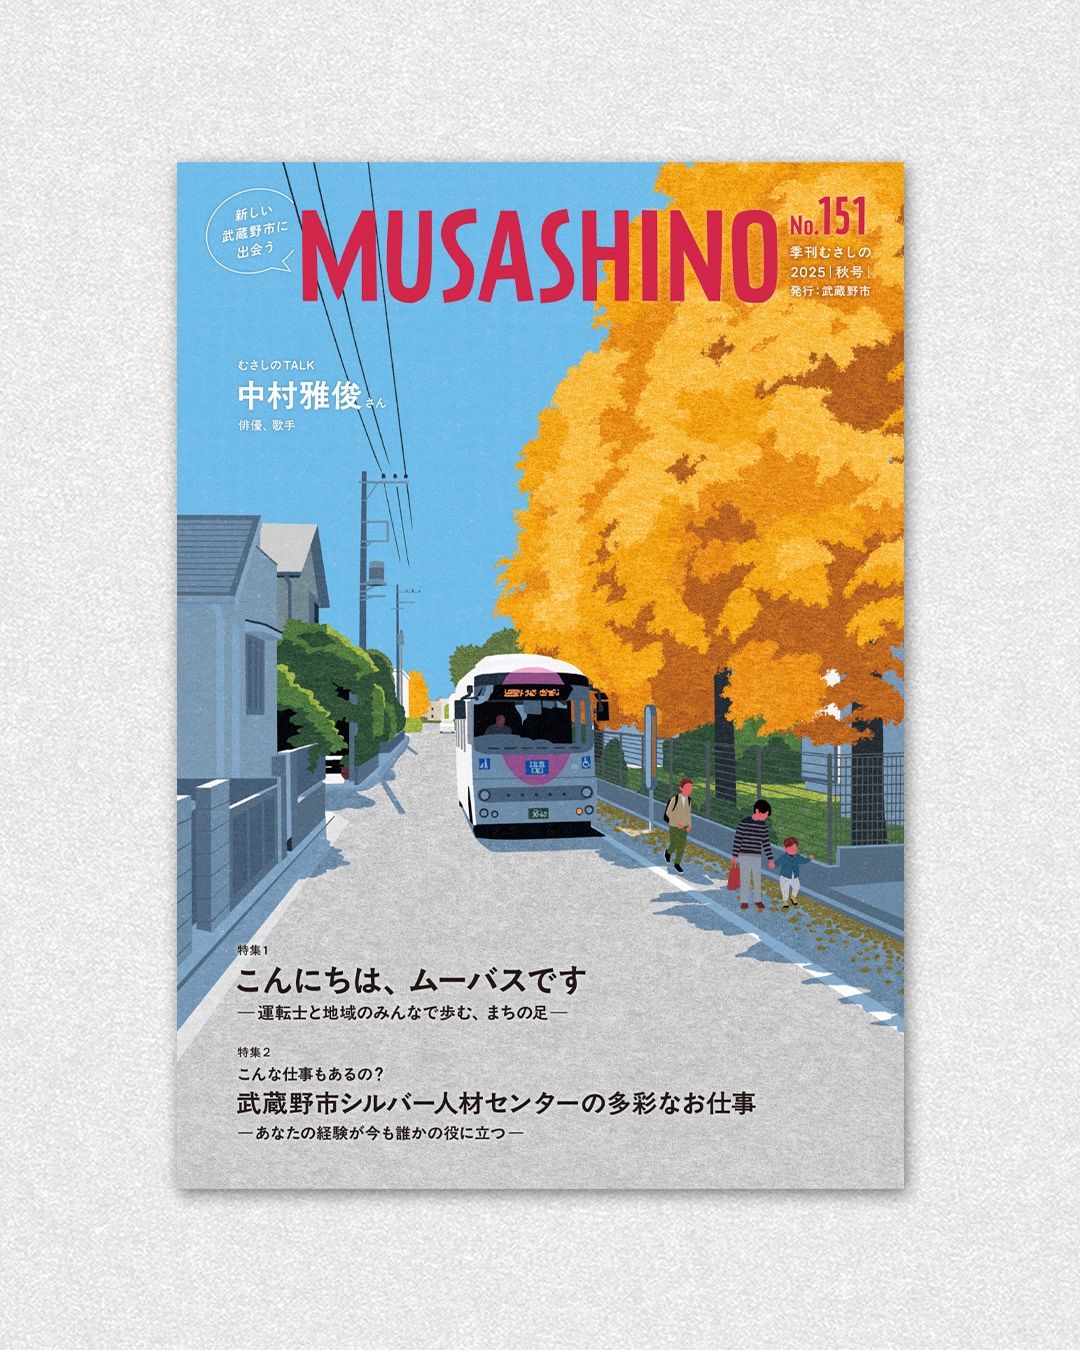 新しい
武蔵野市に
出会う
MUSASHINO
No.151
季刊むさしの
2025|秋号|
発行:武蔵野市
むさしのTALK
中村雅俊さん
俳優、歌手
特集1
こんにちは、ムーバスです
—運転士と地域のみんなで歩む、まちの足—
特集2
こんな仕事もあるの?
武蔵野市シルバー人材センターの多彩なお仕事
—あなたの経験が今も誰かの役に立つ—